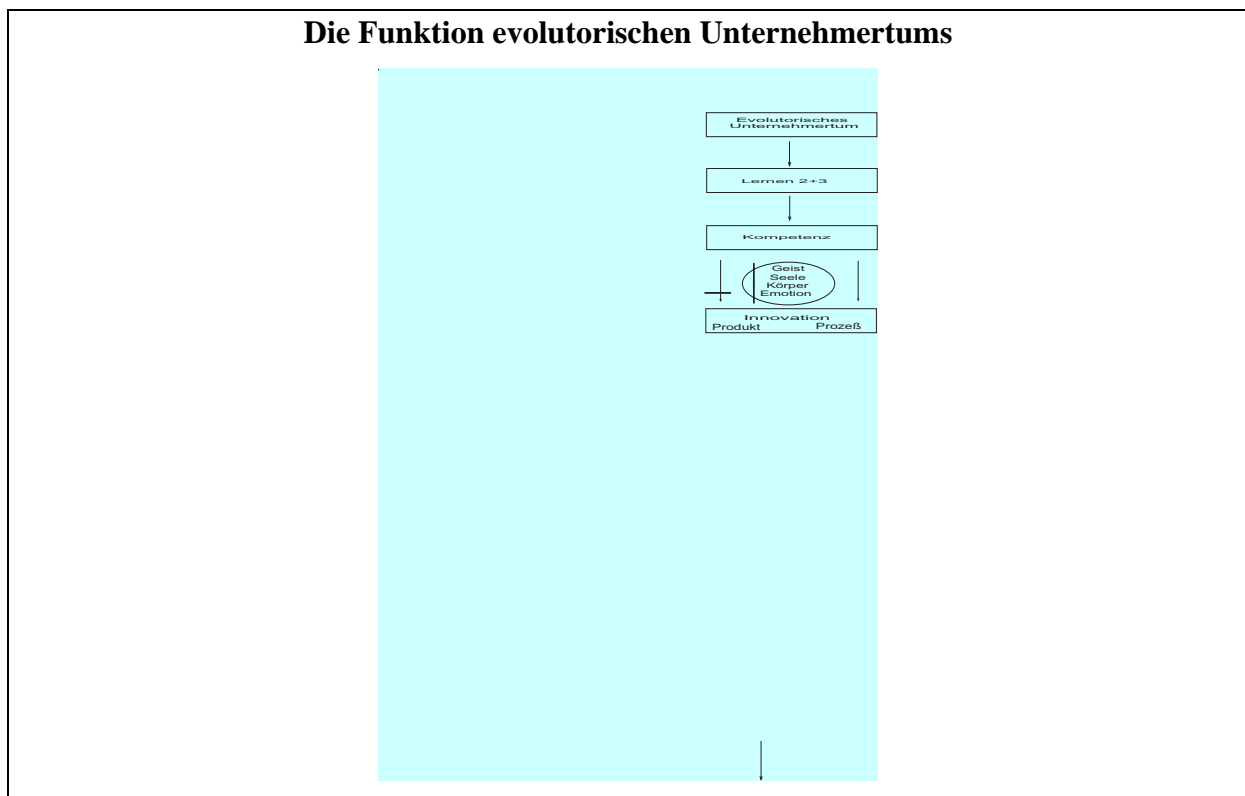 Die Funktion evolutorischen Unternehmertums
Evolutorisches
Unternehmertum
Lernen 2+3
Kompetenz
Geist
Seele
Körper
Emotion
Innovation
Produkt Prozeß